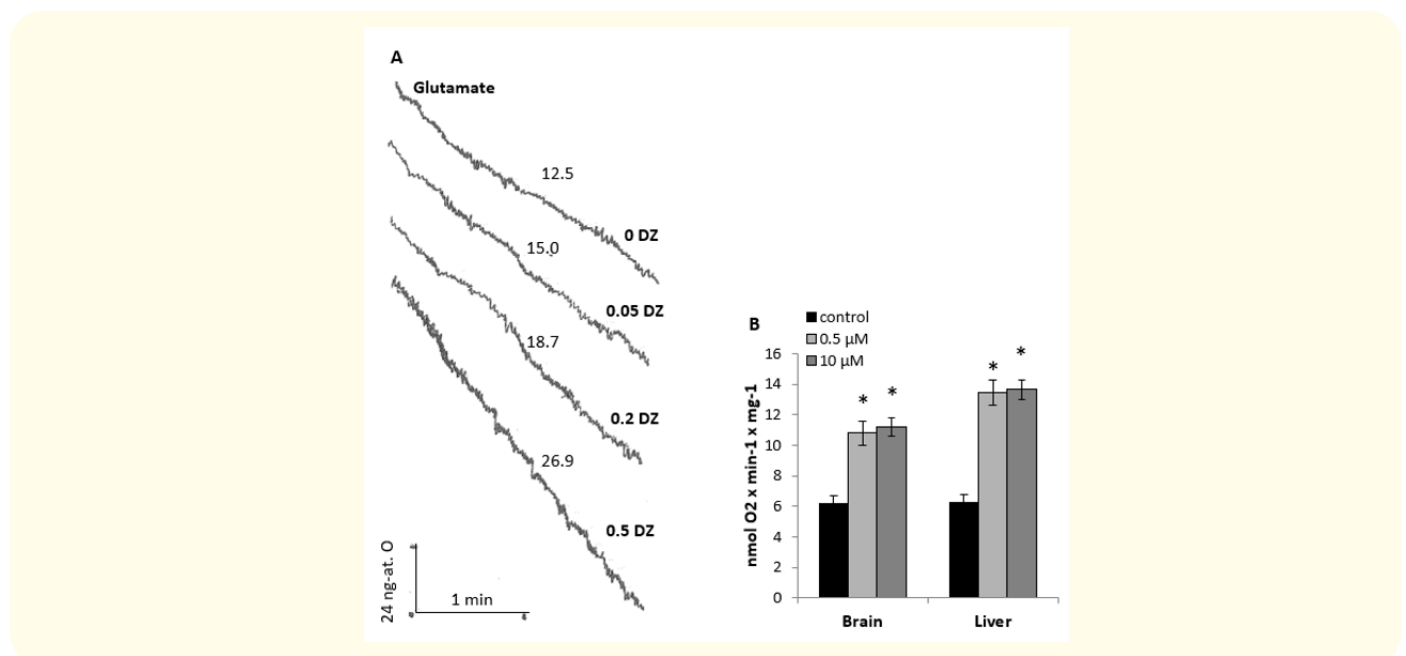 A
Glutamate
12.5
0 DZ
15.0
0.05 DZ
18.7
0.2 DZ
26.9
0.5 DZ
24 ng-at. O
1 min
B
control
0.5 µM
10 µM
nmol O2 x min-1 x mg-1
16
14
12
10
8
6
4
2
0
* * * *
Brain Liver